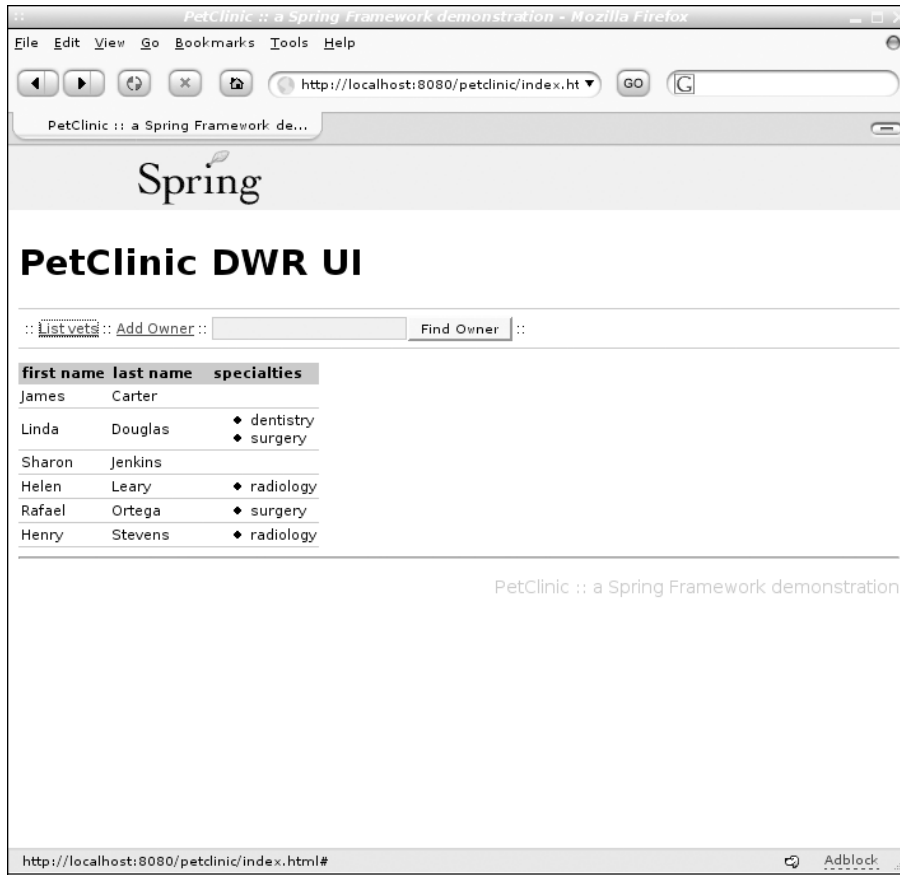 PetClinic :: a Spring Framework demonstration - Mozilla Firefox
File Edit View Go Bookmarks Tools Help
http://localhost:8080/petclinic/index.ht GO G
PetClinic :: a Spring Framework de...
Spring
PetClinic DWR UI
:: List vets :: Add Owner :: Find Owner ::
first name last name specialties
James Carter
Linda Douglas
◆ dentistry
◆ surgery
Sharon Jenkins
Helen Leary ◆ radiology
Rafael Ortega ◆ surgery
Henry Stevens ◆ radiology
PetClinic :: a Spring Framework demonstration
http://localhost:8080/petclinic/index.html# Adblock